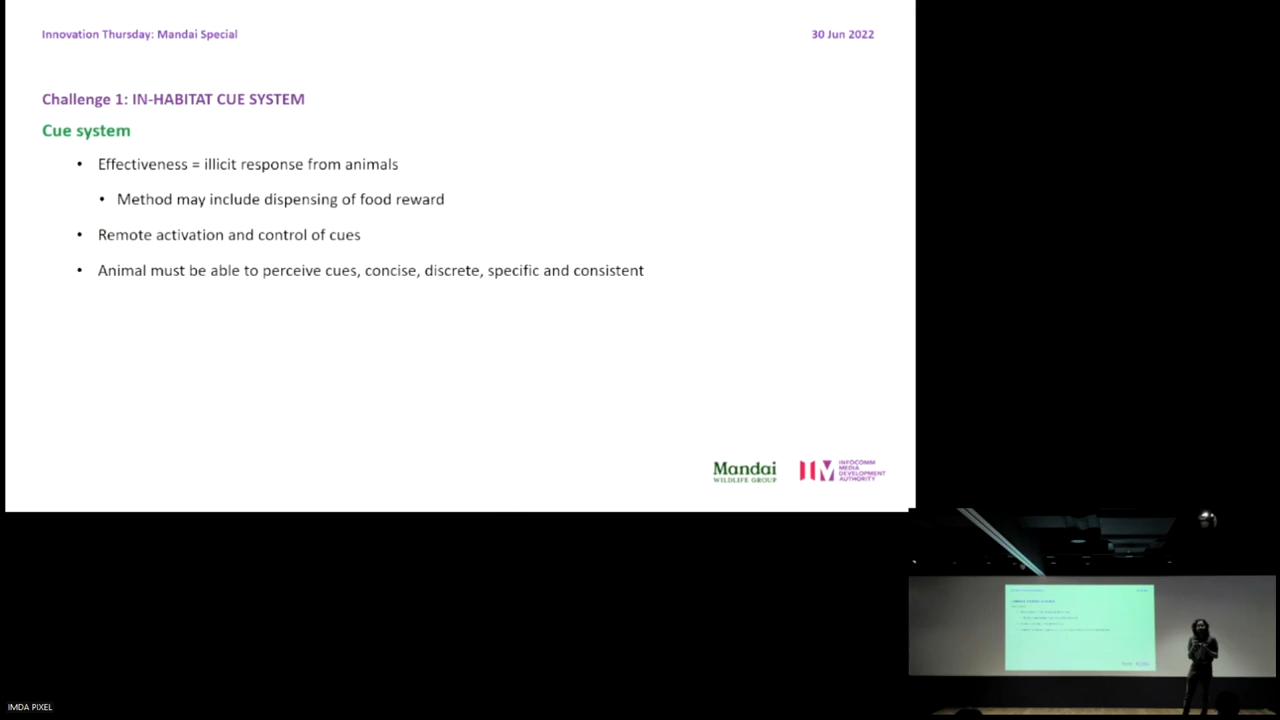 Innovation Thursday: Mandai Special
30 Jun 2022
Challenge 1: IN-HABITAT CUE SYSTEM
Cue system
• Effectiveness = illicit response from animals
• Method may include dispensing of food reward
• Remote activation and control of cues
• Animal must be able to perceive cues, concise, discrete, specific and consistent
Mandai
WILDLIFE GROUP
INFOCOMM
MEDIA
DEVELOPMENT
AUTHORITY
IMDA PIXEL